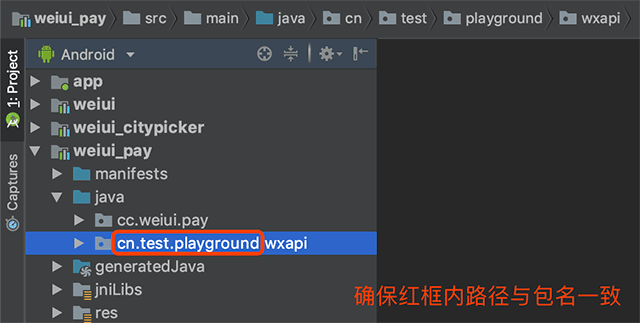 weiui_pay src main java cn test playground wxapi
1: Project
Captures
Android
app
weiui
weiui_citypicker
weiui_pay
manifests
java
cc.weiui.pay
cn.test.playground wxapi
generatedJava
jniLibs
res
确保红框内路径与包名一致